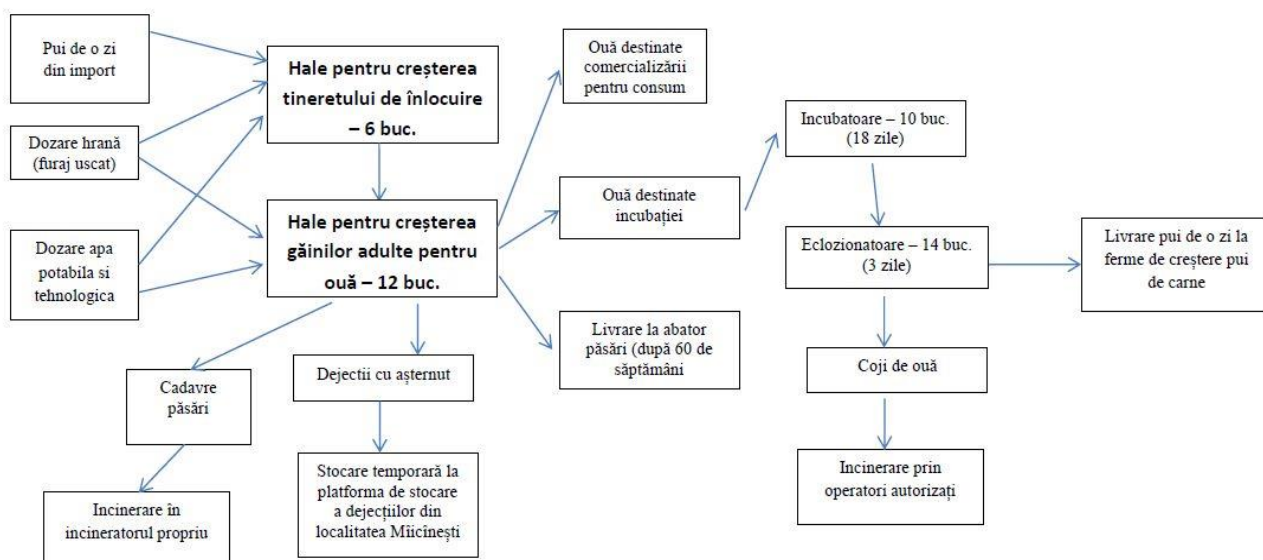 Pui de o zi
din import
Hale pentru creșterea
tineretului de înlocuire
– 6 buc.
Ouă destinate
comercializării
pentru consum
Dozare hrană
(furaj uscat)
Incubatoare – 10 buc.
(18 zile)
Ouă destinate
incubației
Hale pentru creșterea
găinilor adulte pentru
ouă – 12 buc.
Dozare apa
potabila si
tehnologica
Eclozionatoare – 14 buc.
(3 zile)
Livrare pui de o zi la
ferme de creștere pui
de carne
Livrare la abator
păsări (după 60 de
săptămâni
Cadavre
păsări
Dejectii cu așternut
Coji de ouă
Incinerare în
incineratorul propriu
Stocare temporară la
platforma de stocare
a dejecțiilor din
localitatea Mîicînești
Incinerare prin
operatori autorizați